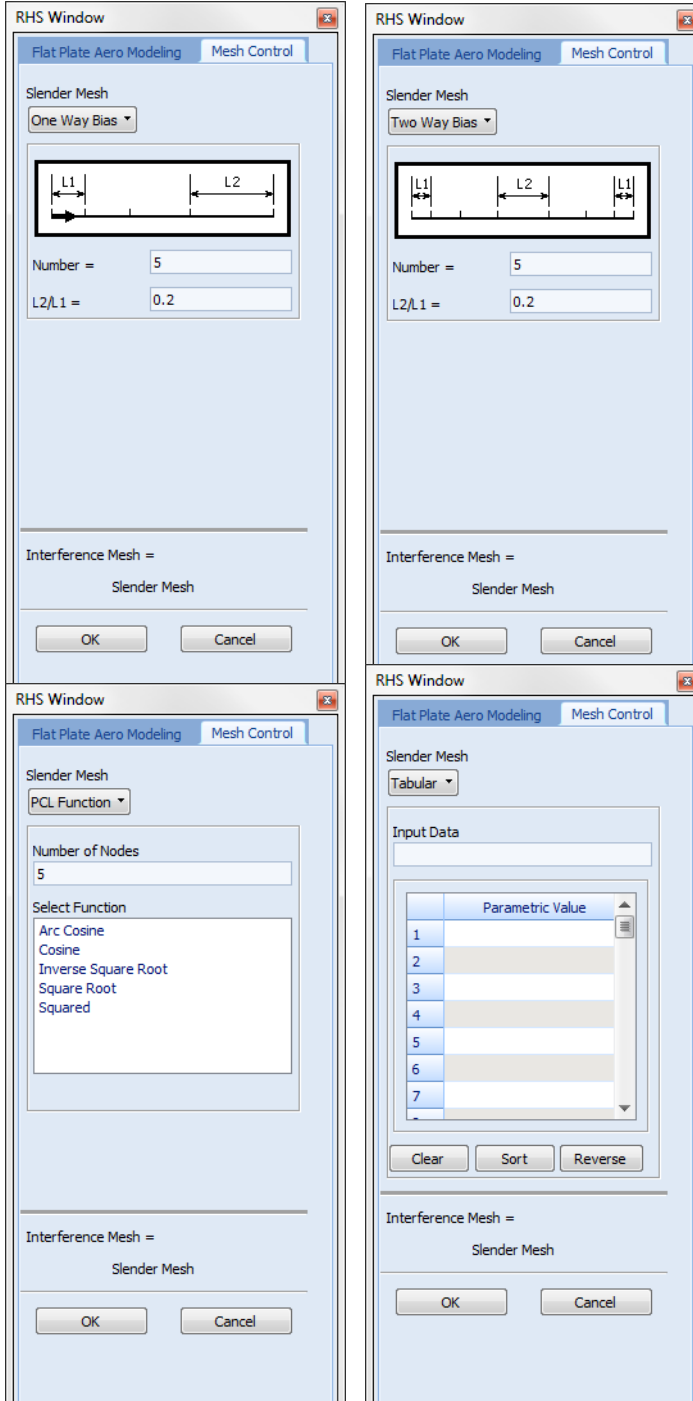 RHS Window
Flat Plate Aero Modeling Mesh Control
Slender Mesh
One Way Bias
L1 L2
Number = 5
L2/L1 = 0.2
Interference Mesh =
Slender Mesh
OK Cancel
RHS Window
Flat Plate Aero Modeling Mesh Control
Slender Mesh
Two Way Bias
L1 L2 L1
Number = 5
L2/L1 = 0.2
Interference Mesh =
Slender Mesh
OK Cancel
RHS Window
Flat Plate Aero Modeling Mesh Control
Slender Mesh
PCL Function
Number of Nodes
5
Select Function
Arc Cosine
Cosine
Inverse Square Root
Square Root
Squared
Interference Mesh =
Slender Mesh
OK Cancel
RHS Window
Flat Plate Aero Modeling Mesh Control
Slender Mesh
Tabular
Input Data
Parametric Value
1
2
3
4
5
6
7
Clear Sort Reverse
Interference Mesh =
Slender Mesh
OK Cancel